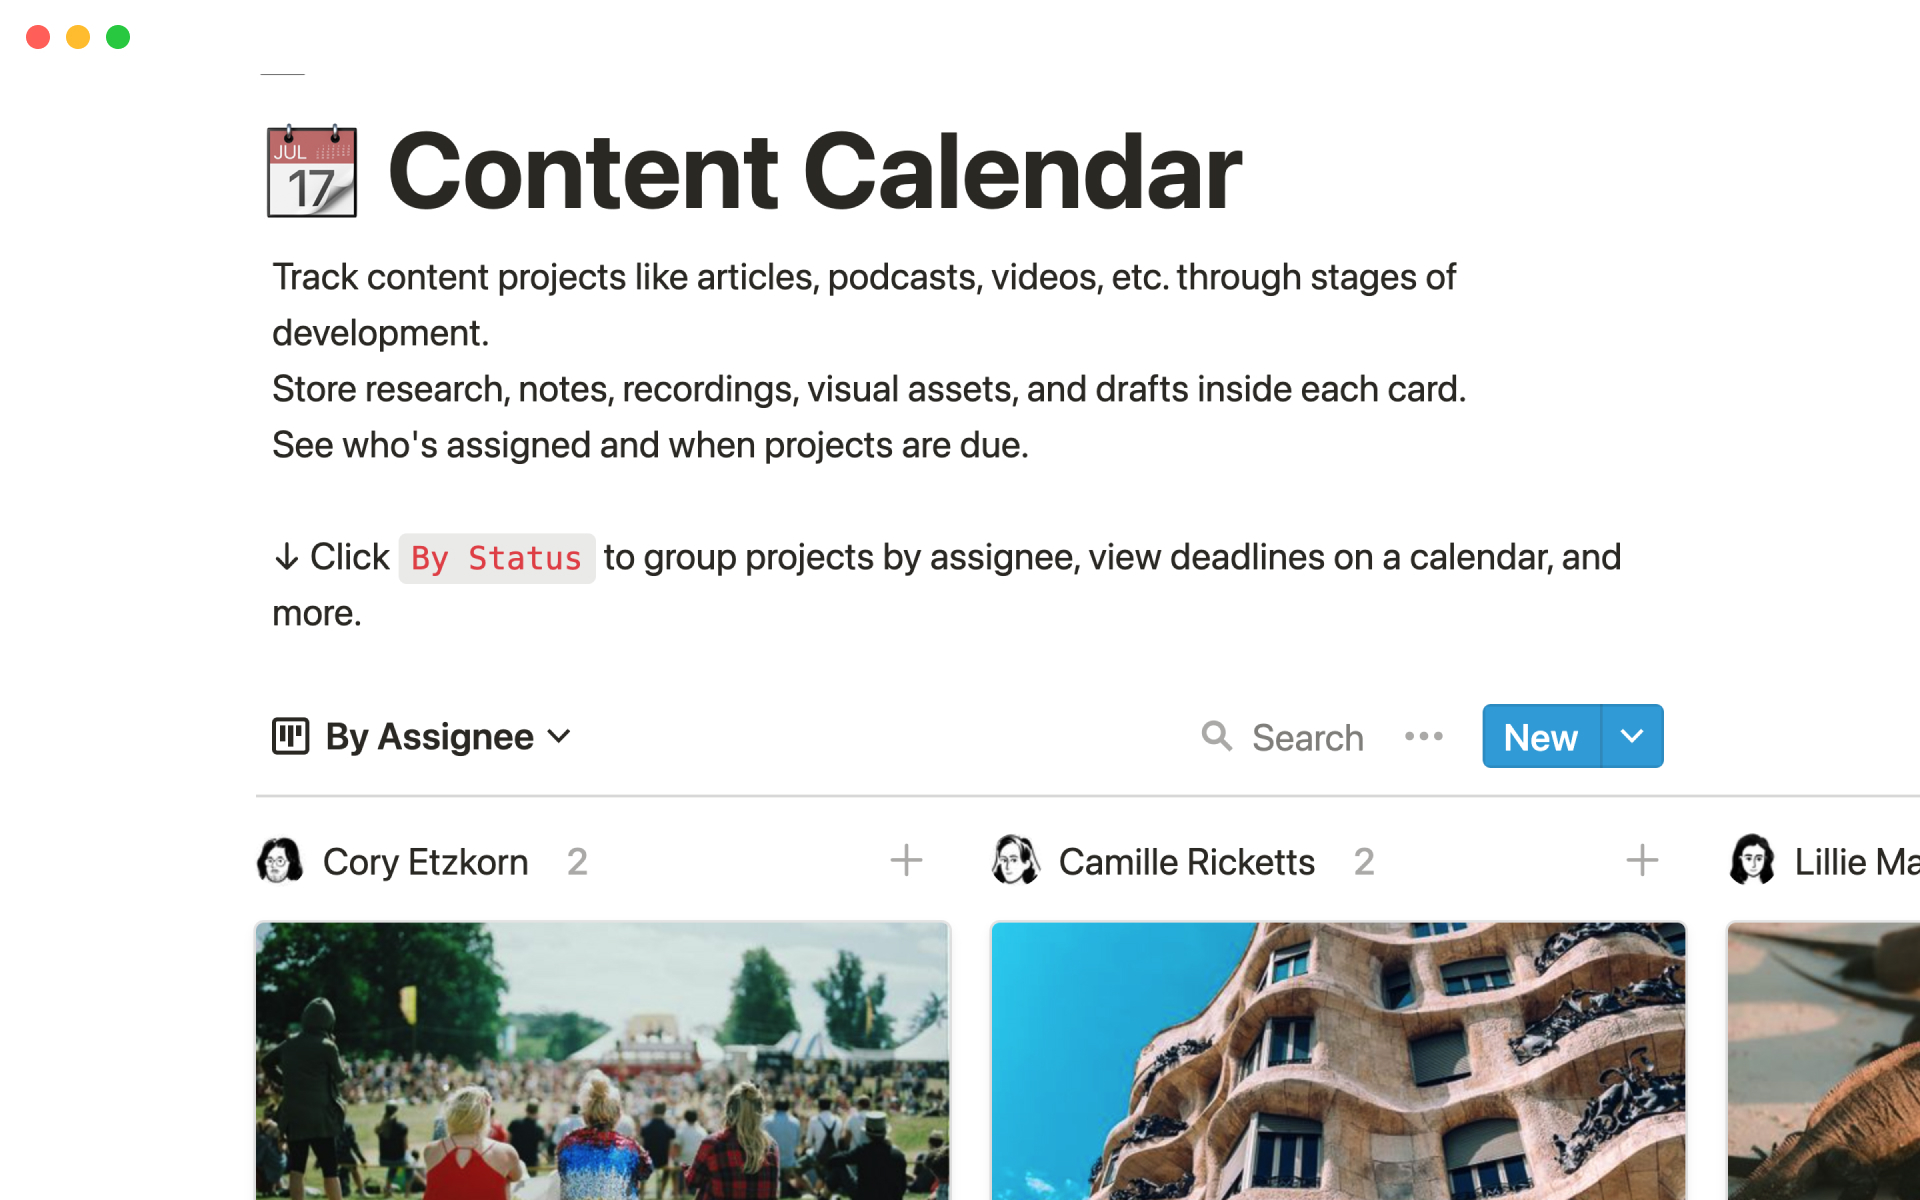 JUL
17
Content Calendar
Track content projects like articles, podcasts, videos, etc. through stages of
development.
Store research, notes, recordings, visual assets, and drafts inside each card.
See who's assigned and when projects are due.
↓ Click By Status to group projects by assignee, view deadlines on a calendar, and
more.
By Assignee
Search
New
Cory Etzkorn 2
Camille Ricketts 2
Lillie Ma